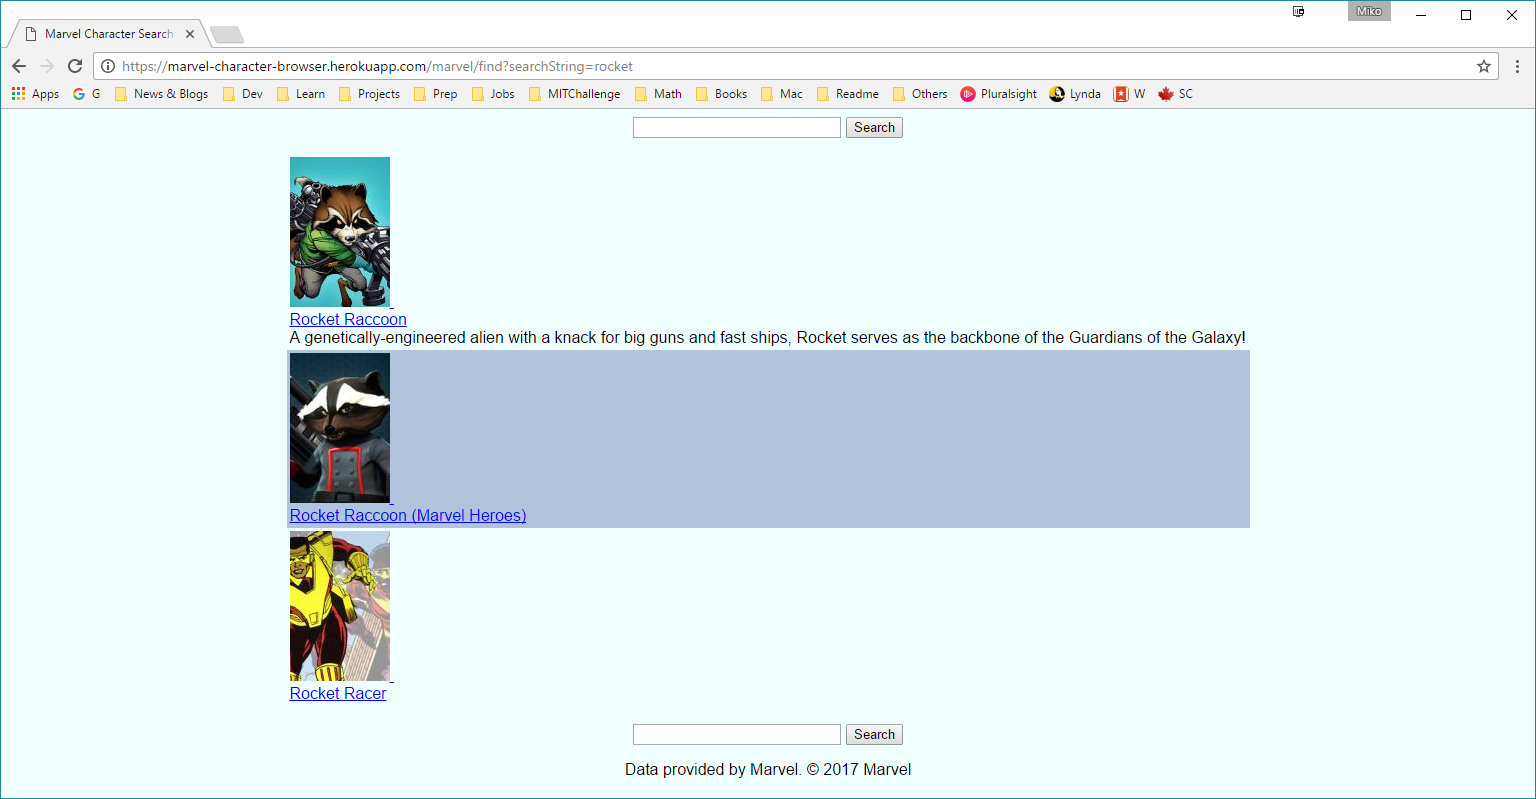 Miko
Marvel Character Search
https://marvel-character-browser.herokuapp.com/marvel/find?searchString=rocket
Apps G News & Blogs Dev Learn Projects Prep Jobs MITChallenge Math Books Mac Readme Others Pluralsight Lynda W SC
Search
Rocket Raccoon
A genetically-engineered alien with a knack for big guns and fast ships, Rocket serves as the backbone of the Guardians of the Galaxy!
Rocket Raccoon (Marvel Heroes)
Rocket Racer
Search
Data provided by Marvel. © 2017 Marvel